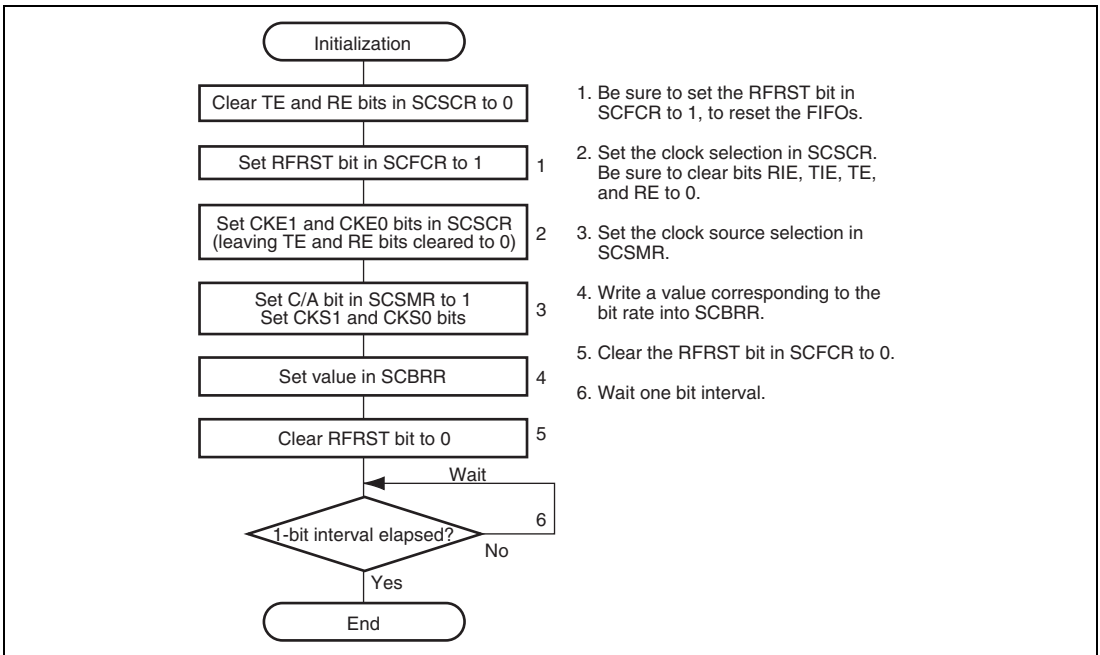 Initialization
Clear TE and RE bits in SCSCR to 0
Set RFRST bit in SCFCR to 1
1
Set CKE1 and CKE0 bits in SCSCR
(leaving TE and RE bits cleared to 0)
2
Set C/A bit in SCSMR to 1
Set CKS1 and CKS0 bits
3
Set value in SCBRR
4
Clear RFRST bit to 0
5
Wait
1-bit interval elapsed?
6
No
Yes
End
1. Be sure to set the RFRST bit in
SCFCR to 1, to reset the FIFOs.
2. Set the clock selection in SCSCR.
Be sure to clear bits RIE, TIE, TE,
and RE to 0.
3. Set the clock source selection in
SCSMR.
4. Write a value corresponding to the
bit rate into SCBRR.
5. Clear the RFRST bit in SCFCR to 0.
6. Wait one bit interval.